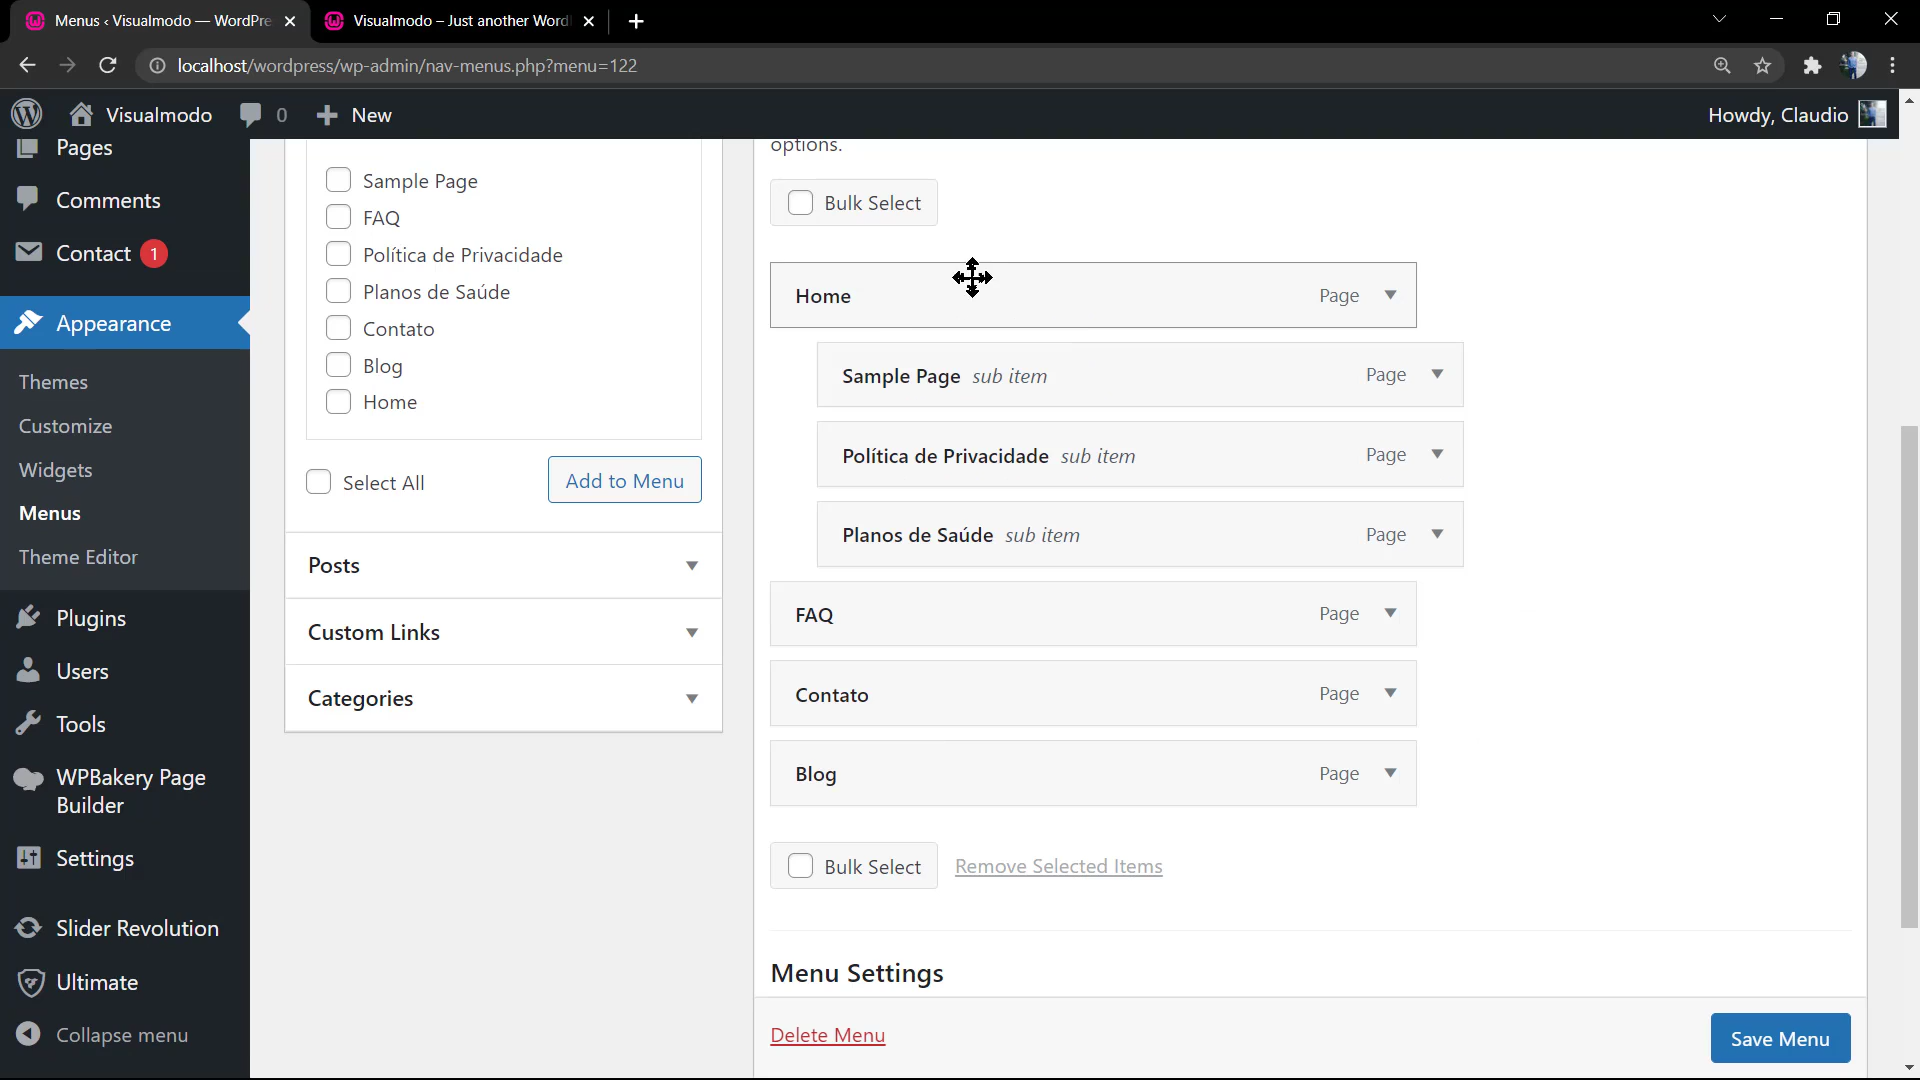 Menus ‹ Visualmodo — WordPre
Visualmodo – Just another Word
localhost/wordpress/wp-admin/nav-menus.php?menu=122
Visualmodo
0
New
Howdy, Claudio
Pages
Comments
Contact 1
Appearance
Themes
Customize
Widgets
Menus
Theme Editor
Plugins
Users
Tools
WPBakery Page
Builder
Settings
Slider Revolution
Ultimate
Collapse menu
Sample Page
FAQ
Política de Privacidade
Planos de Saúde
Contato
Blog
Home
Select All
Add to Menu
Posts
Custom Links
Categories
options.
Bulk Select
Home Page
Sample Page sub item Page
Política de Privacidade sub item Page
Planos de Saúde sub item Page
FAQ Page
Contato Page
Blog Page
Bulk Select
Remove Selected Items
Menu Settings
Delete Menu
Save Menu